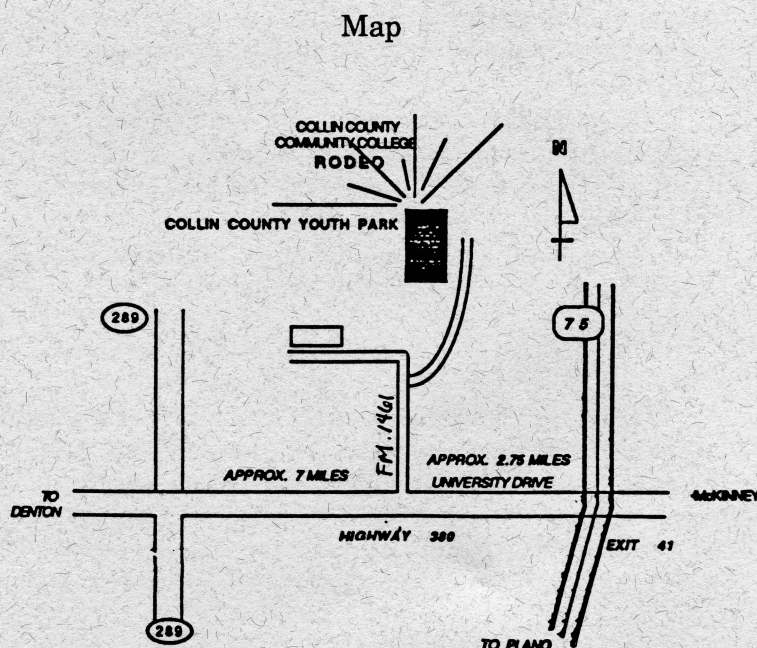 Map
COLLIN COUNTY
COMMUNITY COLLEGE
RODEO
N
COLLIN COUNTY YOUTH PARK
289
75
FM.1461
APPROX. 7 MILES
APPROX. 2.75 MILES
UNIVERSITY DRIVE
TO
DENTON
McKINNEY
HIGHWAY 380
EXIT 41
289
TO PLANO